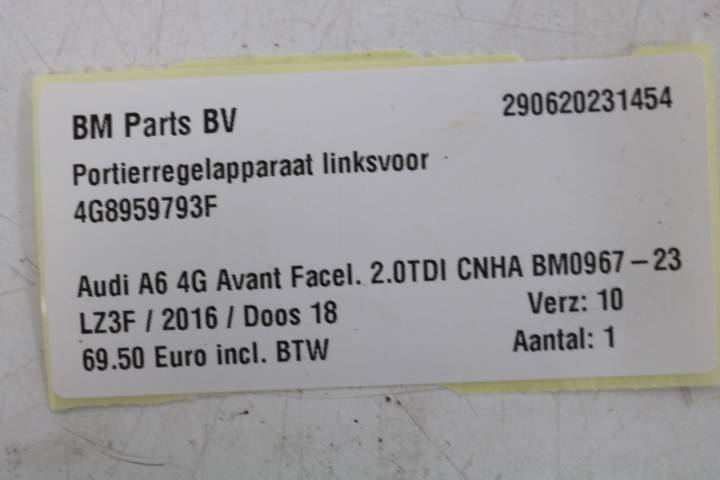 BM Parts BV 290620231454
Portierregelapparaat linksvoor
4G8959793F
Audi A6 4G Avant Facel. 2.0TDI CNHA BM0967-23
LZ3F / 2016 / Doos 18 Verz: 10
69.50 Euro incl. BTW Aantal: 1